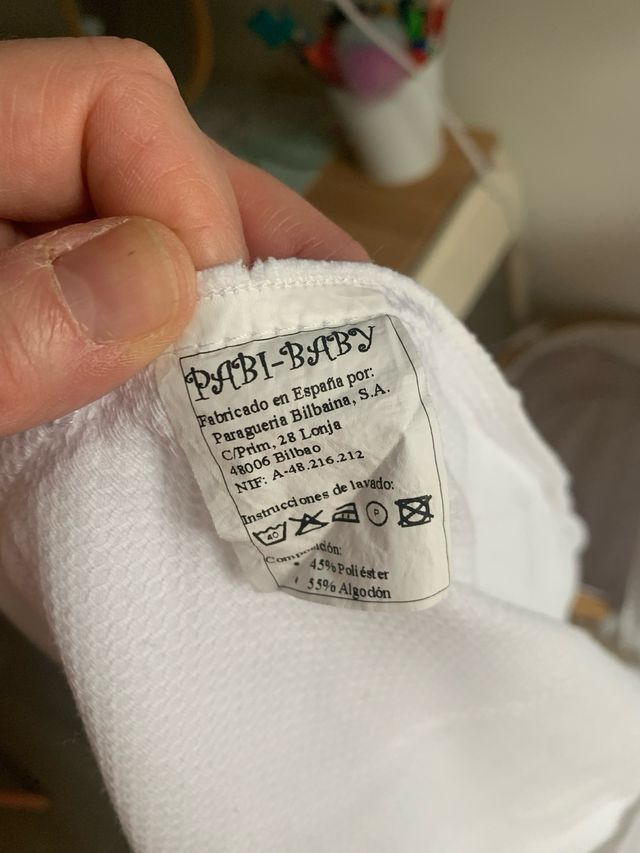 PABI-BABY
Fabricado en España por:
Paragueria Bilbaina, S.A.
C/Prim, 28 Lonja
48006 Bilbao
NIF: A-48.216.212
Instrucciones de lavado:
40 P
Composición:
45% Poliéster
55% Algodón